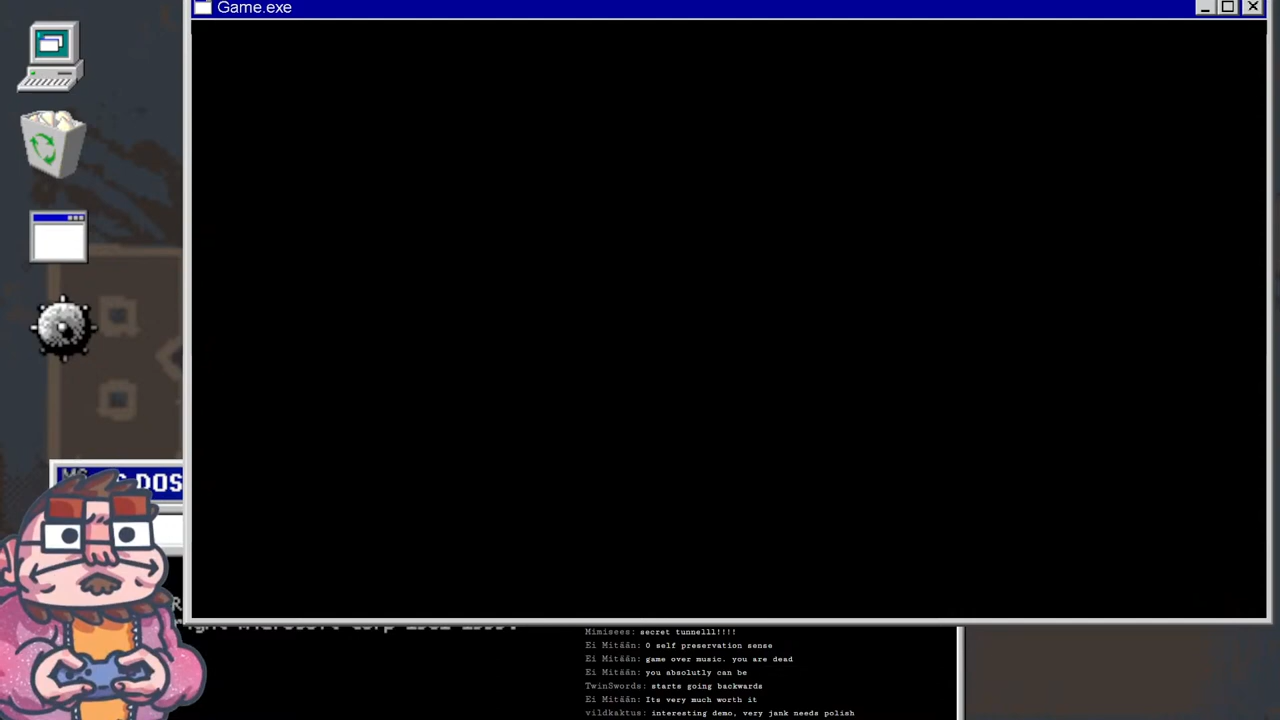 Game.exe
DOS
Mimisees: secret tunnelll!!!!
Ei Mitään: 0 self preservation sense
Ei Mitään: game over music. you are dead
Ei Mitään: you absolutly can be
TwinSwords: starts going backwards
Ei Mitään: Its very much worth it
vildkaktus: interesting demo, very jank needs polish